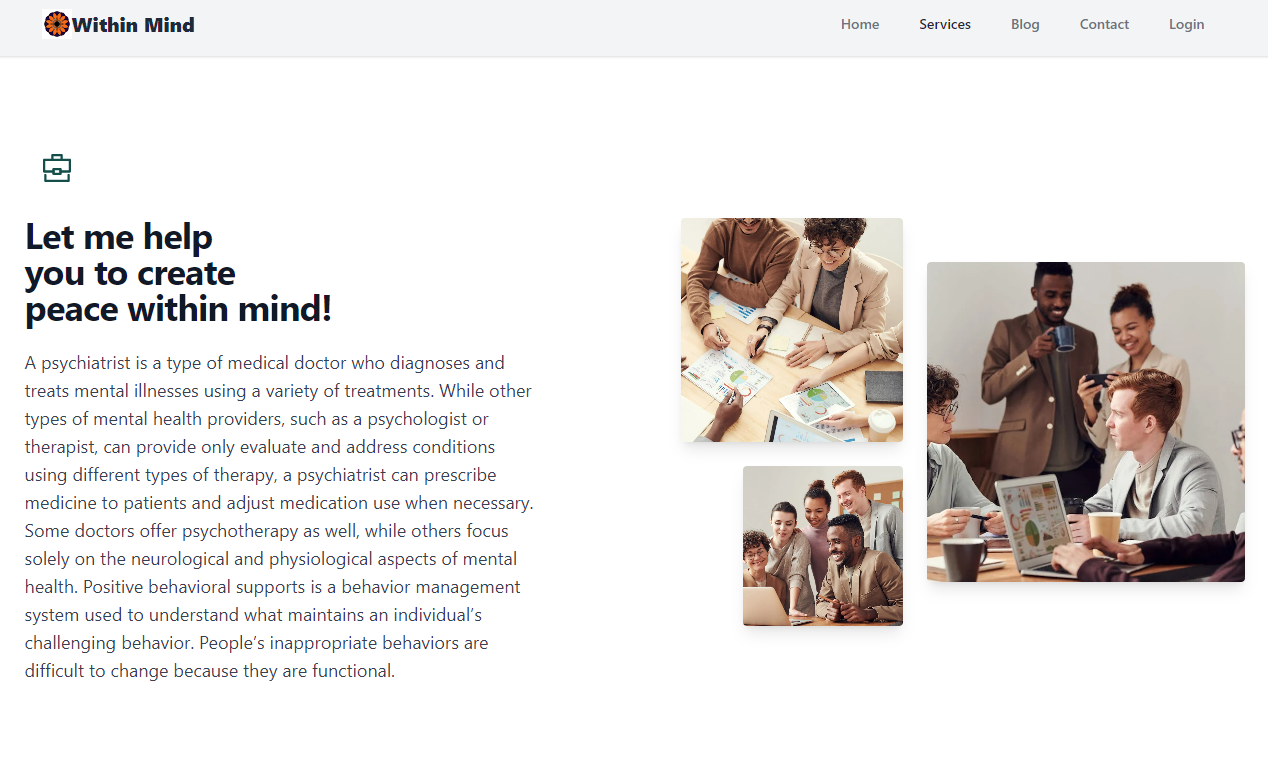 Within Mind
Home Services Blog Contact Login
Let me help
you to create
peace within mind!
A psychiatrist is a type of medical doctor who diagnoses and
treats mental illnesses using a variety of treatments. While other
types of mental health providers, such as a psychologist or
therapist, can provide only evaluate and address conditions
using different types of therapy, a psychiatrist can prescribe
medicine to patients and adjust medication use when necessary.
Some doctors offer psychotherapy as well, while others focus
solely on the neurological and physiological aspects of mental
health. Positive behavioral supports is a behavior management
system used to understand what maintains an individual’s
challenging behavior. People’s inappropriate behaviors are
difficult to change because they are functional.